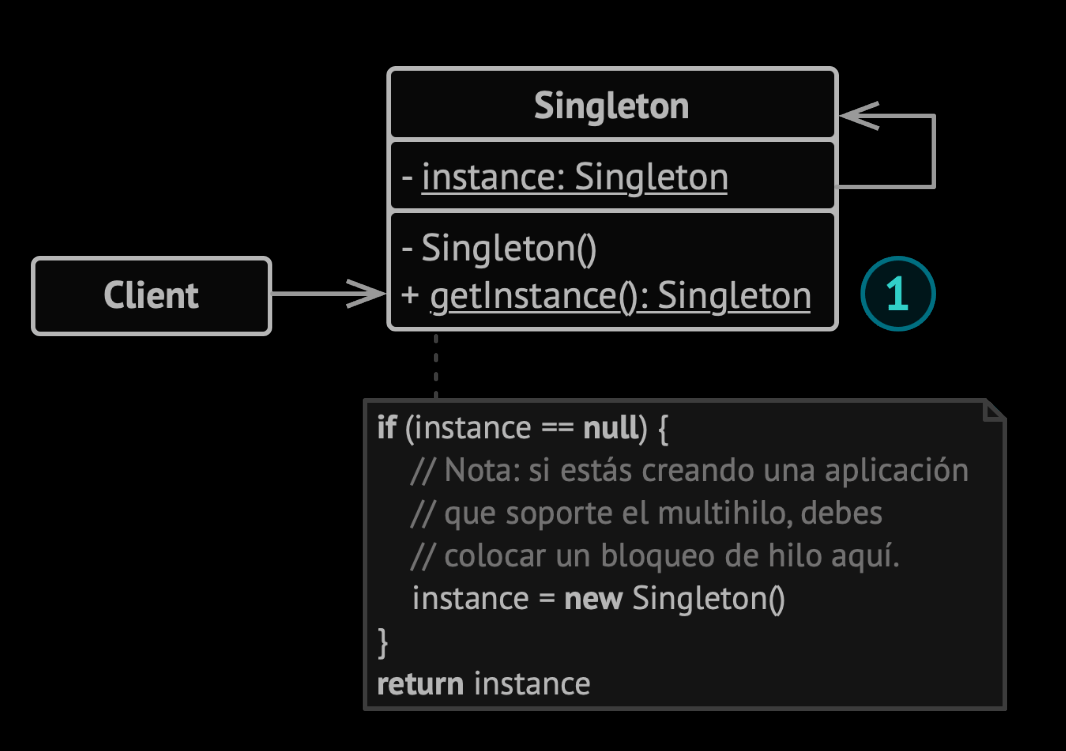 Singleton
- instance: Singleton
- Singleton()
+ getInstance(): Singleton
Client
1
if (instance == null) {
// Nota: si estás creando una aplicación
// que soporte el multihilo, debes
// colocar un bloqueo de hilo aquí.
instance = new Singleton()
}
return instance